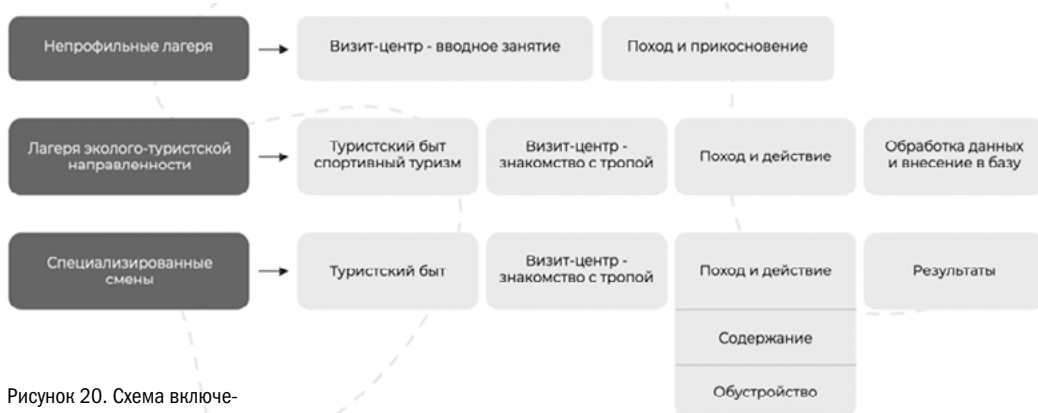 Непрофильные лагеря
Визит-центр - вводное занятие
Поход и прикосновение
Лагеря эколого-туристской
направленности
Туристский быт
спортивный туризм
Визит-центр -
знакомство с тропой
Поход и действие
Обработка данных
и внесение в базу
Специализированные
смены
Туристский быт
Визит-центр -
знакомство с тропой
Поход и действие
Результаты
Содержание
Обустройство
Рисунок 20. Схема включе-